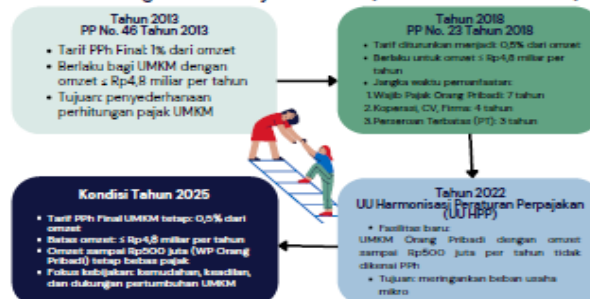 Tahun 2013
PP No. 46 Tahun 2013
• Tarif PPh Final: 1% dari omzet
• Berlaku bagi UMKM dengan
omzet ≤ Rp4,8 miliar per tahun
• Tujuan: penyederhanaan
perhitungan pajak UMKM
Tahun 2018
PP No. 23 Tahun 2018
• Tarif diturunkan menjadi: 0,5% dari omzet
• Berlaku untuk omzet ≤ Rp4,8 miliar per
tahun
• Jangka waktu pemanfaatan:
1. Wajib Pajak Orang Pribadi: 7 tahun
2. Koperasi, CV, Firma: 4 tahun
3. Perseroan Terbatas (PT): 3 tahun
Tahun 2022
UU Harmonisasi Peraturan Perpajakan
(UU HPP)
• Fasilitas baru:
UMKM Orang Pribadi dengan omzet
sampai Rp500 juta per tahun tidak
dikenai PPh
• Tujuan: meringankan beban usaha
mikro
Kondisi Tahun 2025
• Tarif PPh Final UMKM tetap: 0,5% dari
omzet
• Batas omzet: ≤ Rp4,8 miliar per tahun
• Omzet sampai Rp500 juta (WP Orang
Pribadi) tetap bebas pajak
• Fokus kebijakan: kemudahan, keadilan,
dan dukungan pertumbuhan UMKM